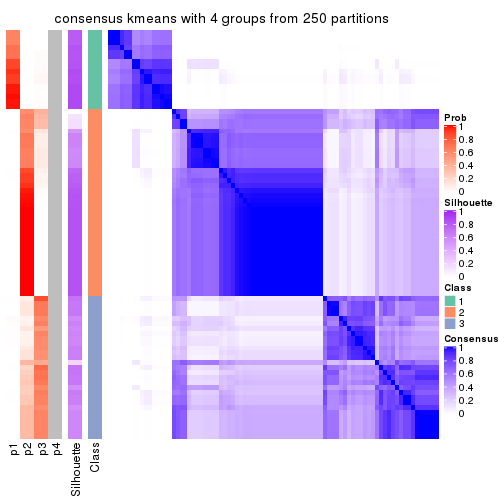 consensus kmeans with 4 groups from 250 partitions
Prob
1
0.8
0.6
0.4
0.2
0
Silhouette
1
0.8
0.6
0.4
0.2
0
Class
1
2
3
Consensus
1
0.8
0.6
0.4
0.2
0
p1
p2
p3
p4
Silhouette
Class